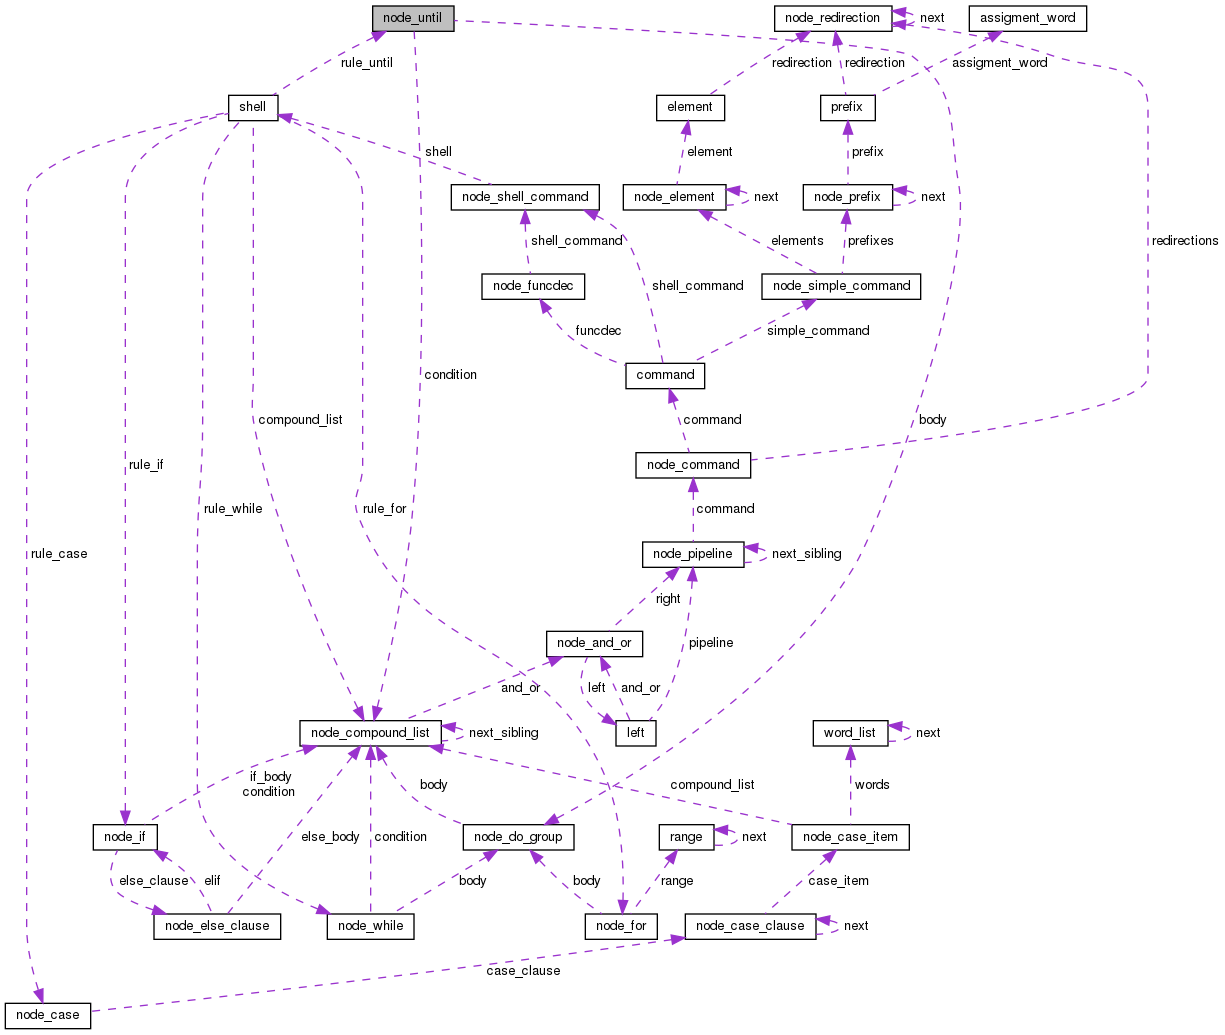 node_until
node_redirection
next
assigment_word
rule_until
redirection
redirection
assigment_word
shell
element
prefix
shell
element
prefix
node_shell_command
node_element
next
node_prefix
next
shell_command
elements
prefixes
redirections
node_funcdec
shell_command
node_simple_command
funcdec
simple_command
condition
command
compound_list
command
body
rule_if
node_command
rule_while
rule_for
command
rule_case
node_pipeline
next_sibling
right
node_and_or
pipeline
and_or
left
and_or
node_compound_list
next_sibling
left
word_list
next
if_body
condition
body
compound_list
words
node_if
else_body
condition
node_do_group
range
next
node_case_item
else_clause
elif
body
body
range
case_item
node_else_clause
node_while
node_for
node_case_clause
next
case_clause
node_case